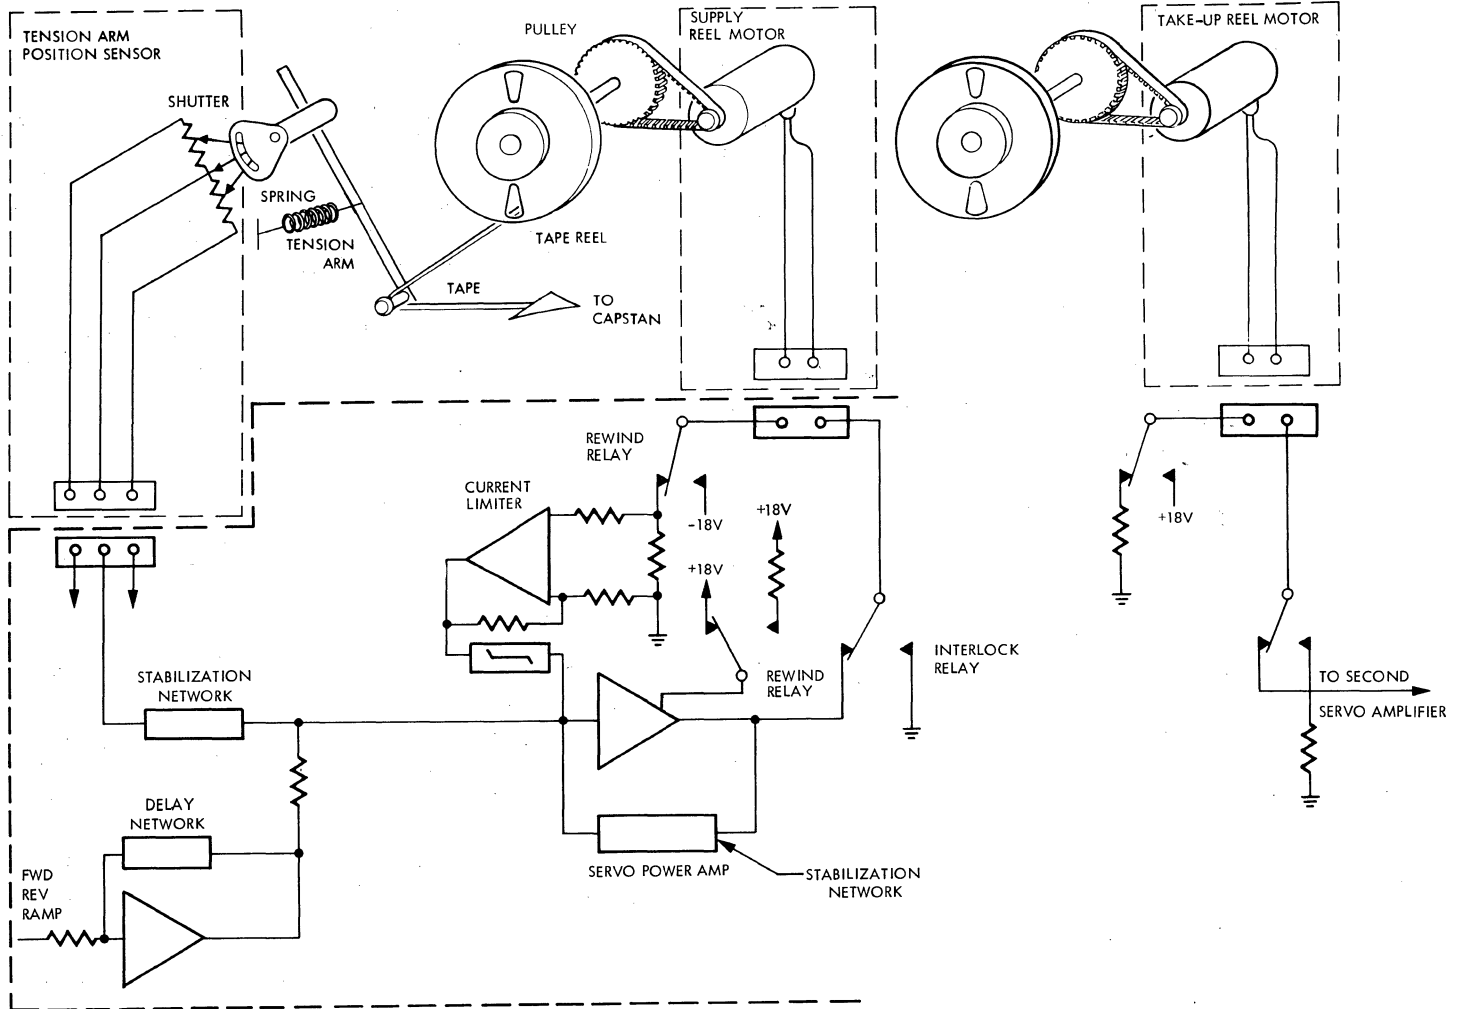 TENSION ARM
POSITION SENSOR
SHUTTER
SPRING
TENSION
ARM
PULLEY
TAPE REEL
TAPE
TO
CAPSTAN
SUPPLY
REEL MOTOR
TAKE-UP REEL MOTOR
REWIND
RELAY
CURRENT
LIMITER
-18V
+18V
+18V
+18V
STABILIZATION
NETWORK
REWIND
RELAY
INTERLOCK
RELAY
TO SECOND
SERVO AMPLIFIER
DELAY
NETWORK
FWD
REV
RAMP
SERVO POWER AMP
STABILIZATION
NETWORK